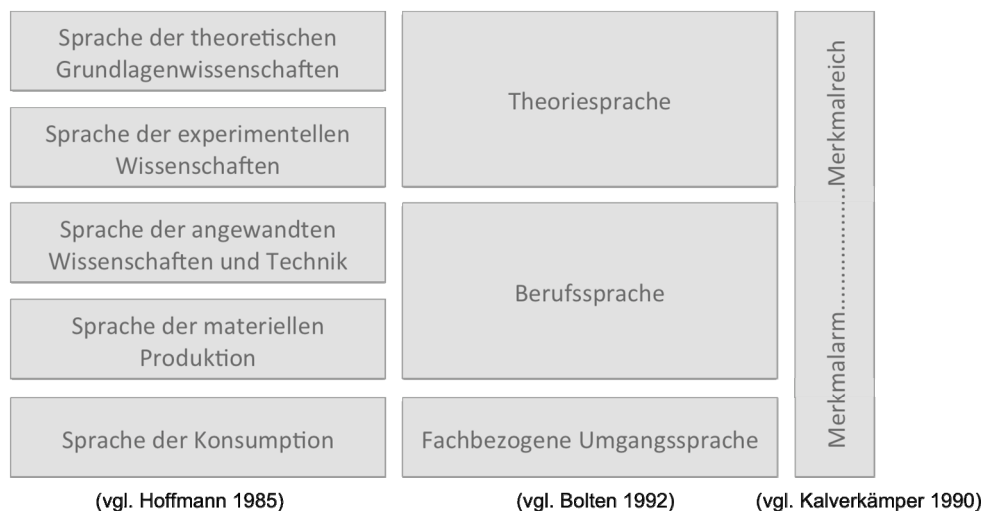 Sprache der theoretischen
Grundlagenwissenschaften
Sprache der experimentellen
Wissenschaften
Sprache der angewandten
Wissenschaften und Technik
Sprache der materiellen
Produktion
Sprache der Konsumption
(vgl. Hoffmann 1985)
Theoriesprache
Berufssprache
Fachbezogene Umgangssprache
(vgl. Bolten 1992)
Merkmalarm......................Merkmalreich
(vgl. Kalverkämper 1990)